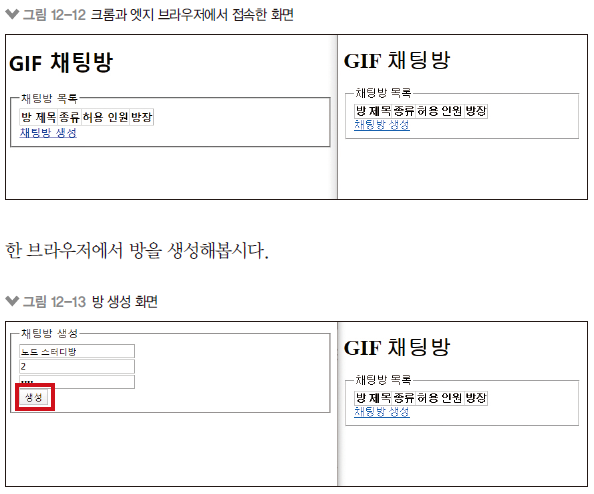 그림 12-12 크롬과 엣지 브라우저에서 접속한 화면
GIF 채팅방
채팅방 목록
방 제목 종류 허용 인원 방장
채팅방 생성
GIF 채팅방
채팅방 목록
방 제목 종류 허용 인원 방장
채팅방 생성
한 브라우저에서 방을 생성해봅시다.
그림 12-13 방 생성 화면
채팅방 생성
노드 스터디방
2
생성
GIF 채팅방
채팅방 목록
방 제목 종류 허용 인원 방장
채팅방 생성